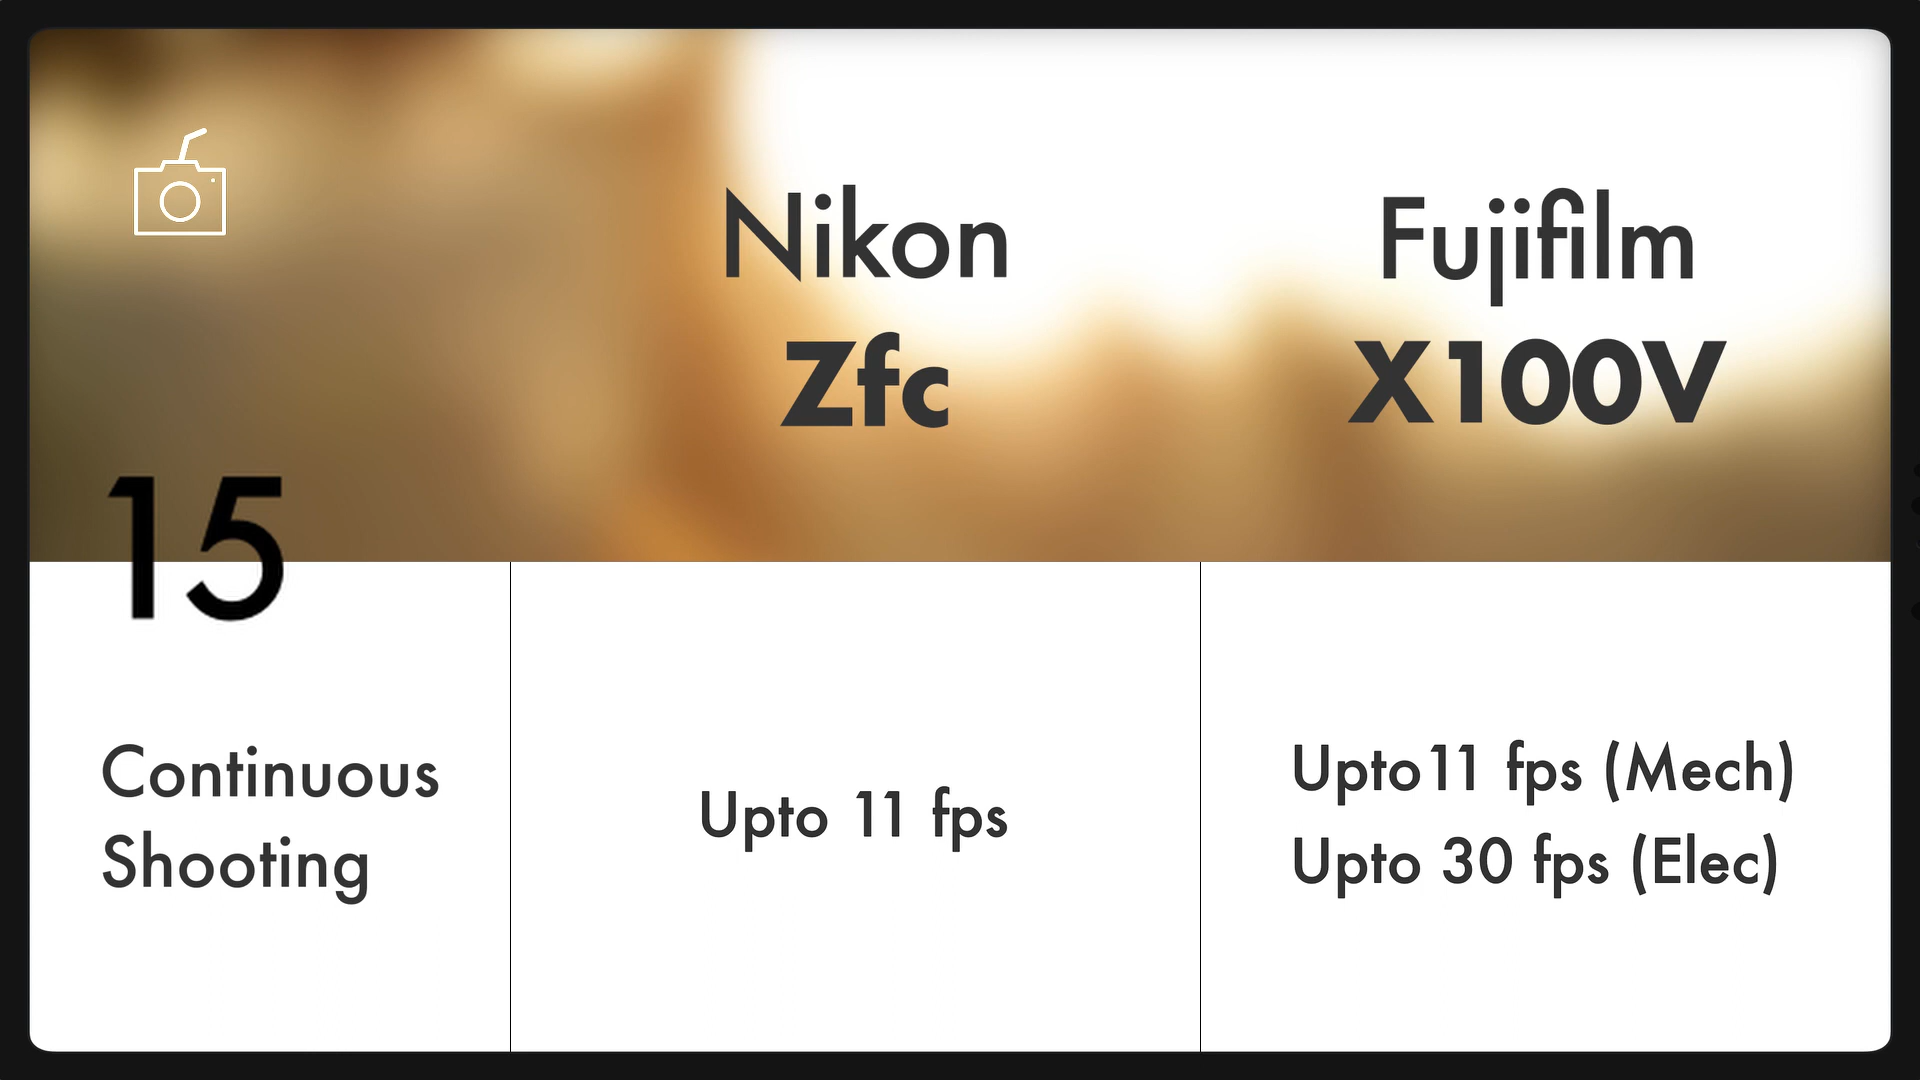 Nikon
Zfc
Fujifilm
X100V
15
Continuous
Shooting
Upto 11 fps
Upto11 fps (Mech)
Upto 30 fps (Elec)